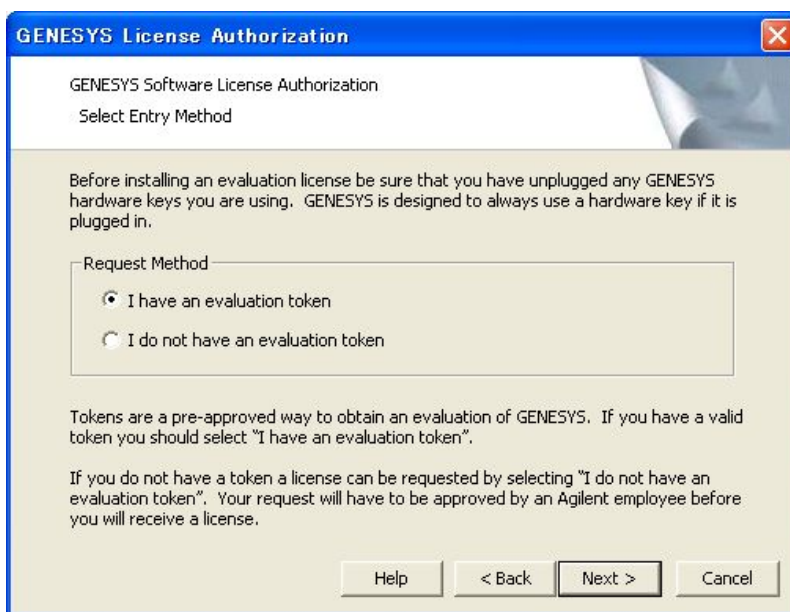 GENESYS License Authorization
GENESYS Software License Authorization
Select Entry Method
Before installing an evaluation license be sure that you have unplugged any GENESYS
hardware keys you are using.  GENESYS is designed to always use a hardware key if it is
plugged in.
Request Method
I have an evaluation token
I do not have an evaluation token
Tokens are a pre-approved way to obtain an evaluation of GENESYS.  If you have a valid
token you should select “I have an evaluation token”.
If you do not have a token a license can be requested by selecting “I do not have an
evaluation token”.  Your request will have to be approved by an Agilent employee before
you will receive a license.
Help < Back Next > Cancel